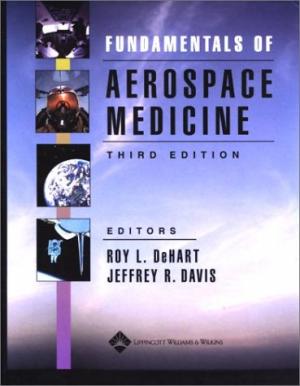 FUNDAMENTALS OF
AEROSPACE
MEDICINE
THIRD EDITION
EDITORS
ROY L. DeHART
JEFFREY R. DAVIS
LIPPINCOTT WILLIAMS & WILKINS